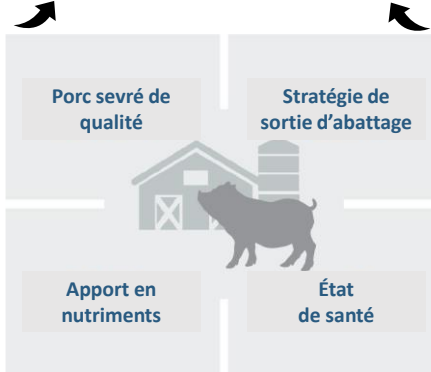 Porc sevré de
qualité
Stratégie de
sortie d’abattage
Apport en
nutriments
État
de santé